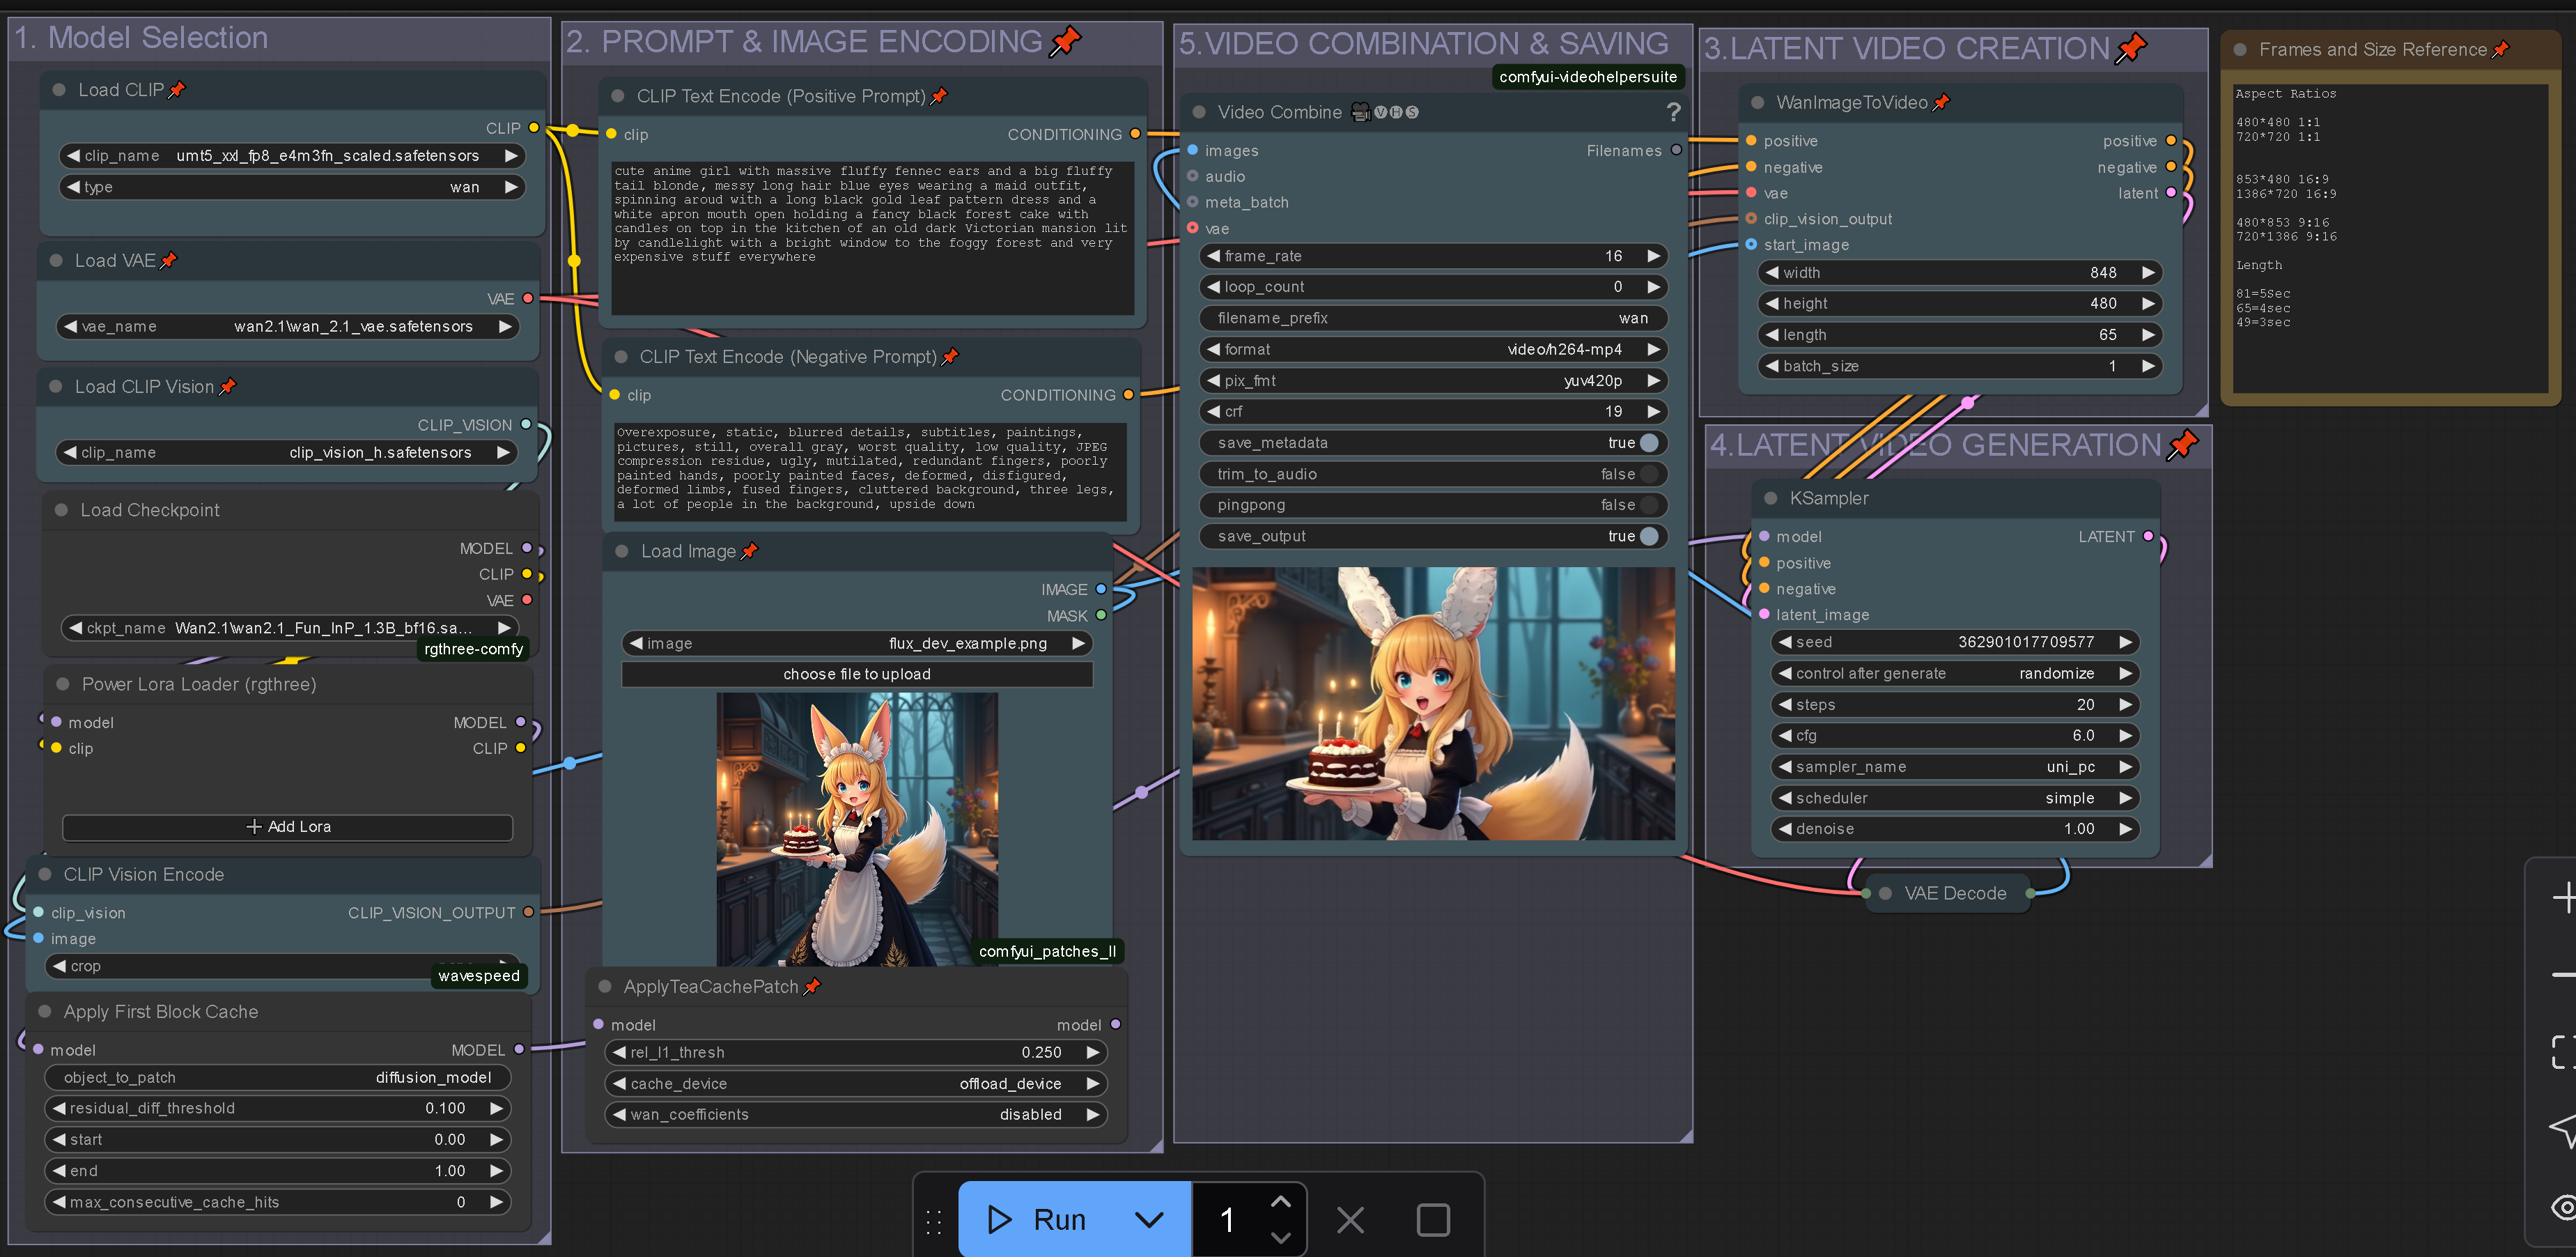 1. Model Selection
Load CLIP
CLIP
clip_name umt5_xxl_fp8_e4m3fn_scaled.safetensors
type wan
Load VAE
VAE
vae_name wan2.1\wan_2.1_vae.safetensors
Load CLIP Vision
CLIP_VISION
clip_name clip_vision_h.safetensors
Load Checkpoint
MODEL
CLIP
VAE
ckpt_name Wan2.1\wan2.1_Fun_InP_1.3B_bf16.sa...
rgthree-comfy
Power Lora Loader (rgthree)
model MODEL
clip CLIP
+ Add Lora
CLIP Vision Encode
clip_vision CLIP_VISION_OUTPUT
image
crop
wavespeed
Apply First Block Cache
model MODEL
object_to_patch diffusion_model
residual_diff_threshold 0.100
start 0.00
end 1.00
max_consecutive_cache_hits 0
2. PROMPT & IMAGE ENCODING
CLIP Text Encode (Positive Prompt)
clip CONDITIONING
cute anime girl with massive fluffy fennec ears and a big fluffy
tail blonde, messy long hair blue eyes wearing a maid outfit,
spinning aroud with a long black gold leaf pattern dress and a
white apron mouth open holding a fancy black forest cake with
candles on top in the kitchen of an old dark Victorian mansion lit
by candlelight with a bright window to the foggy forest and very
expensive stuff everywhere
CLIP Text Encode (Negative Prompt)
clip CONDITIONING
Overexposure, static, blurred details, subtitles, paintings,
pictures, still, overall gray, worst quality, low quality, JPEG
compression residue, ugly, mutilated, redundant fingers, poorly
painted hands, poorly painted faces, deformed, disfigured,
deformed limbs, fused fingers, cluttered background, three legs,
a lot of people in the background, upside down
Load Image
IMAGE
MASK
image flux_dev_example.png
choose file to upload
comfyui_patches_ll
ApplyTeaCachePatch
model model
rel_l1_thresh 0.250
cache_device offload_device
wan_coefficients disabled
5.VIDEO COMBINATION & SAVING
comfyui-videohelpersuite
Video Combine VHS ?
images Filenames
audio
meta_batch
vae
frame_rate 16
loop_count 0
filename_prefix wan
format video/h264-mp4
pix_fmt yuv420p
crf 19
save_metadata true
trim_to_audio false
pingpong false
save_output true
3.LATENT VIDEO CREATION
WanImageToVideo
positive positive
negative negative
vae latent
clip_vision_output
start_image
width 848
height 480
length 65
batch_size 1
4.LATENT VIDEO GENERATION
KSampler
model LATENT
positive
negative
latent_image
seed 362901017709577
control after generate randomize
steps 20
cfg 6.0
sampler_name uni_pc
scheduler simple
denoise 1.00
VAE Decode
Frames and Size Reference
Aspect Ratios
480*480 1:1
720*720 1:1
853*480 16:9
1386*720 16:9
480*853 9:16
720*1386 9:16
Length
81=5Sec
65=4sec
49=3sec
Run 1